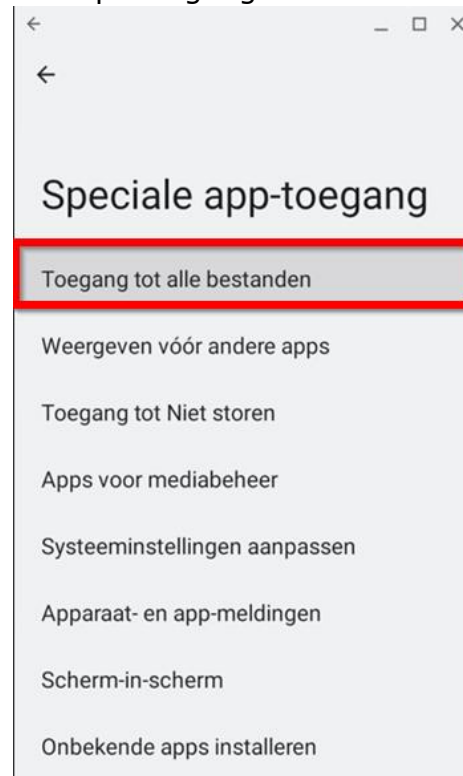 Speciale app-toegang
Toegang tot alle bestanden
Weergeven vóór andere apps
Toegang tot Niet storen
Apps voor mediabeheer
Systeeminstellingen aanpassen
Apparaat- en app-meldingen
Scherm-in-scherm
Onbekende apps installeren